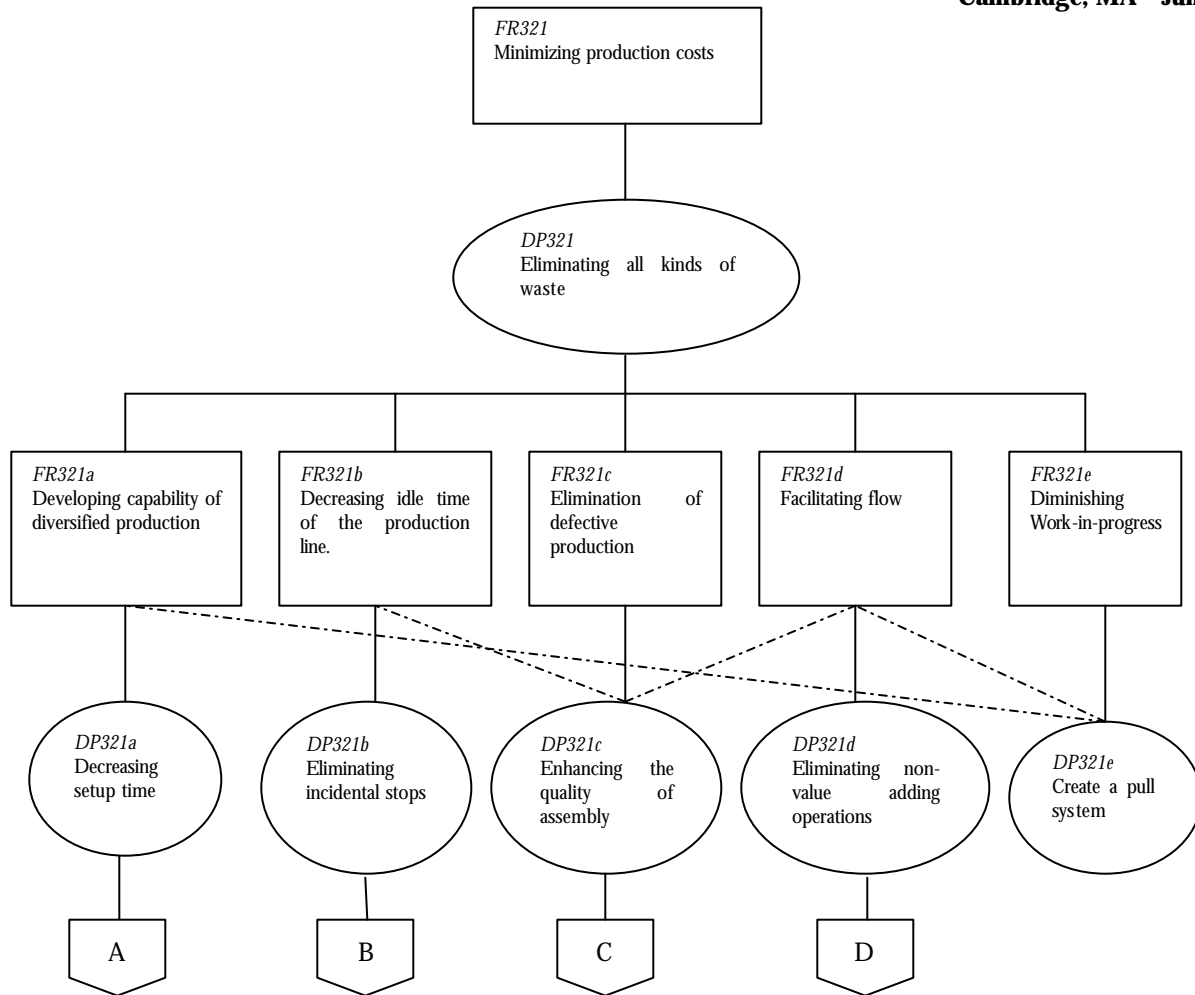 Cambridge, MA
FR321
Minimizing production costs
DP321
Eliminating all kinds of
waste
FR321a
Developing capability of
diversified production
FR321b
Decreasing idle time
of the production
line.
FR321c
Elimination of
defective
production
FR321d
Facilitating flow
FR321e
Diminishing
Work-in-progress
DP321a
Decreasing
setup time
DP321b
Eliminating
incidental stops
DP321c
Enhancing the
quality of
assembly
DP321d
Eliminating non-
value adding
operations
DP321e
Create a pull
system
A
B
C
D